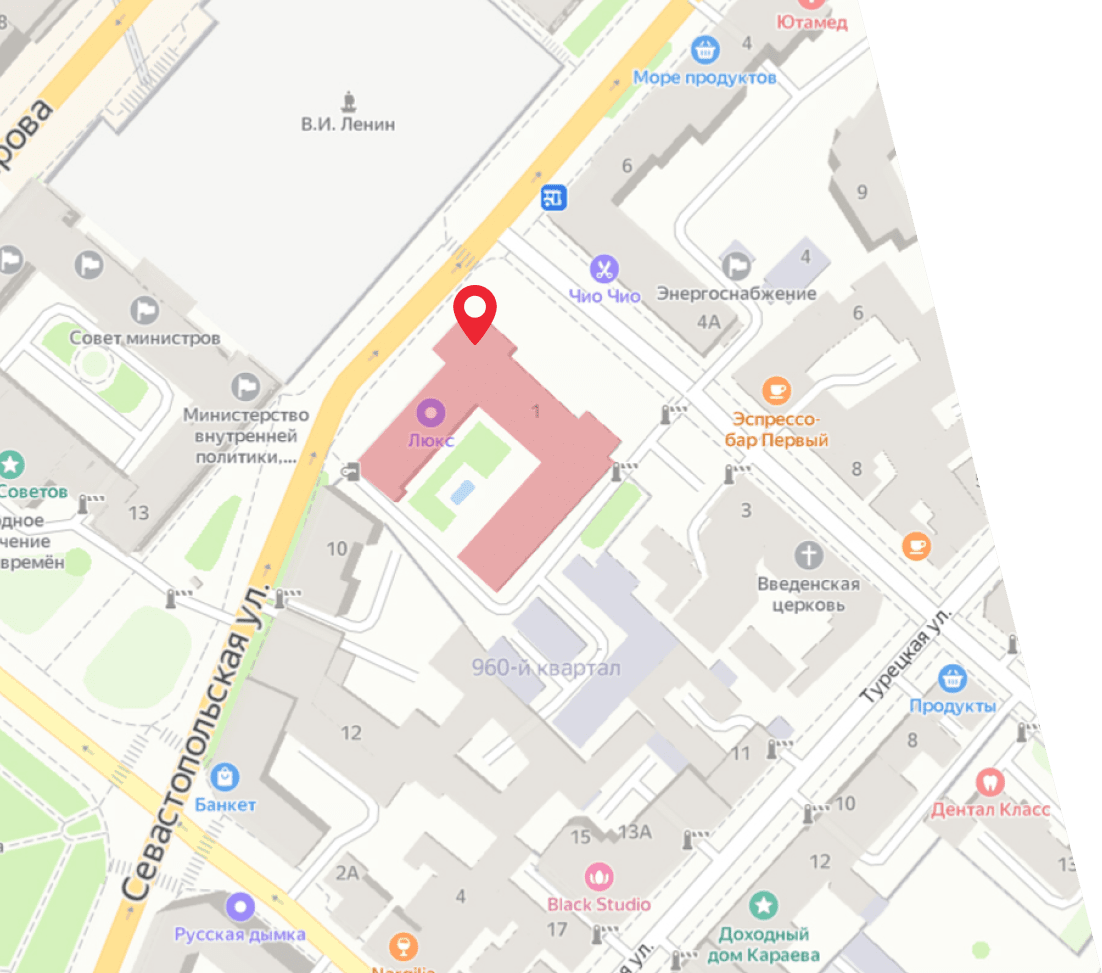 8
4
Ютамед
Море продуктов
В.И. Ленин
6
9
4
Чио Чио
Энергоснабжение
4А
6
Совет министров
Министерство
внутренней
политики,...
1
Люкс
Эспрессо-
бар Первый
8
Советов
13
3
10
Введенская
церковь
960-й квартал
Севастопольская ул.
Турецкая ул.
Продукты
8
12
11
Банкет
10
Дентал Класс
15
13А
12
13
2А
4
Black Studio
17
Русская дымка
Доходный
дом Караева